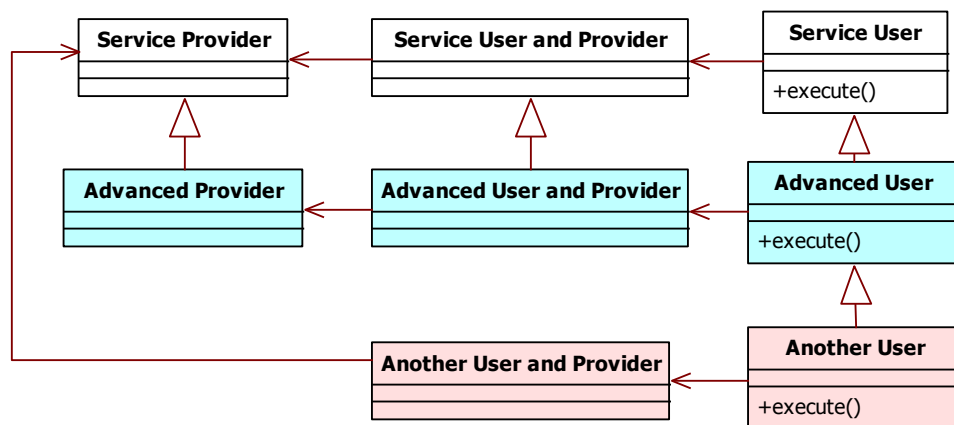 Service Provider
Service User and Provider
Service User
+execute()
Advanced Provider
Advanced User and Provider
Advanced User
+execute()
Another User and Provider
Another User
+execute()